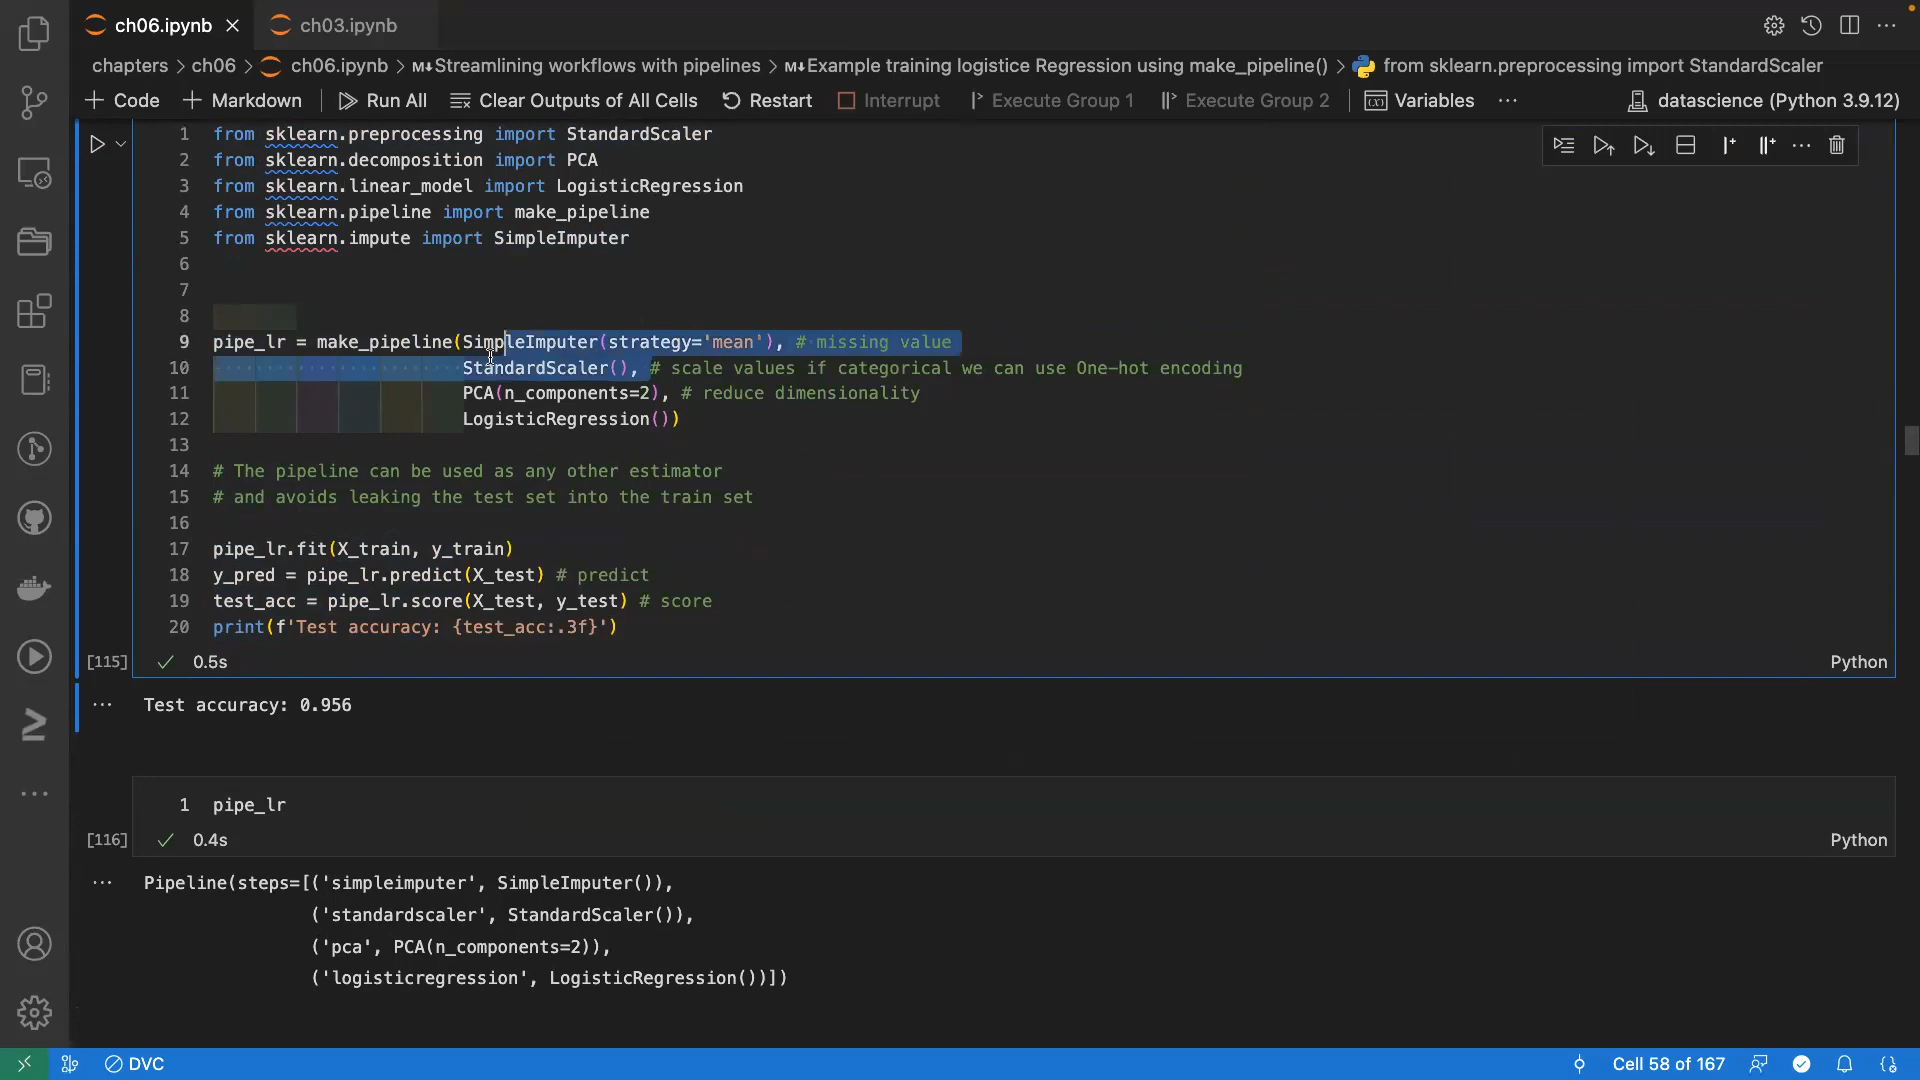 ch06.ipynb
ch03.ipynb
chapters > ch06 > ch06.ipynb > M↓Streamlining workflows with pipelines > M↓Example training logistice Regression using make_pipeline() > from sklearn.preprocessing import StandardScaler
+ Code + Markdown Run All Clear Outputs of All Cells Restart Interrupt Execute Group 1 Execute Group 2 Variables ... datascience (Python 3.9.12)
1 from sklearn.preprocessing import StandardScaler
2 from sklearn.decomposition import PCA
3 from sklearn.linear_model import LogisticRegression
4 from sklearn.pipeline import make_pipeline
5 from sklearn.impute import SimpleImputer
6
7
8
9 pipe_lr = make_pipeline(SimpleImputer(strategy='mean'), # missing value
10 StandardScaler(), # scale values if categorical we can use One-hot encoding
11 PCA(n_components=2), # reduce dimensionality
12 LogisticRegression())
13
14 # The pipeline can be used as any other estimator
15 # and avoids leaking the test set into the train set
16
17 pipe_lr.fit(X_train, y_train)
18 y_pred = pipe_lr.predict(X_test) # predict
19 test_acc = pipe_lr.score(X_test, y_test) # score
20 print(f'Test accuracy: {test_acc:.3f}')
[115] ✓ 0.5s Python
... Test accuracy: 0.956
1 pipe_lr
[116] ✓ 0.4s Python
... Pipeline(steps=[('simpleimputer', SimpleImputer()),
('standardscaler', StandardScaler()),
('pca', PCA(n_components=2)),
('logisticregression', LogisticRegression())])
DVC
Cell 58 of 167